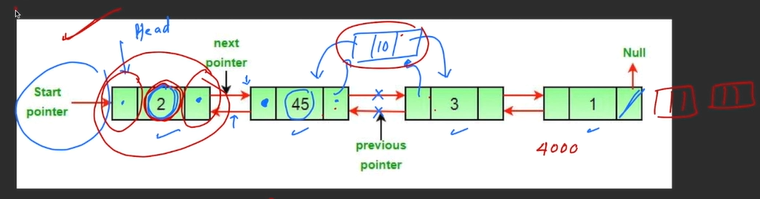 Head
10
next
pointer
Null
Start
pointer
2
45
3
1
previous
pointer
4000